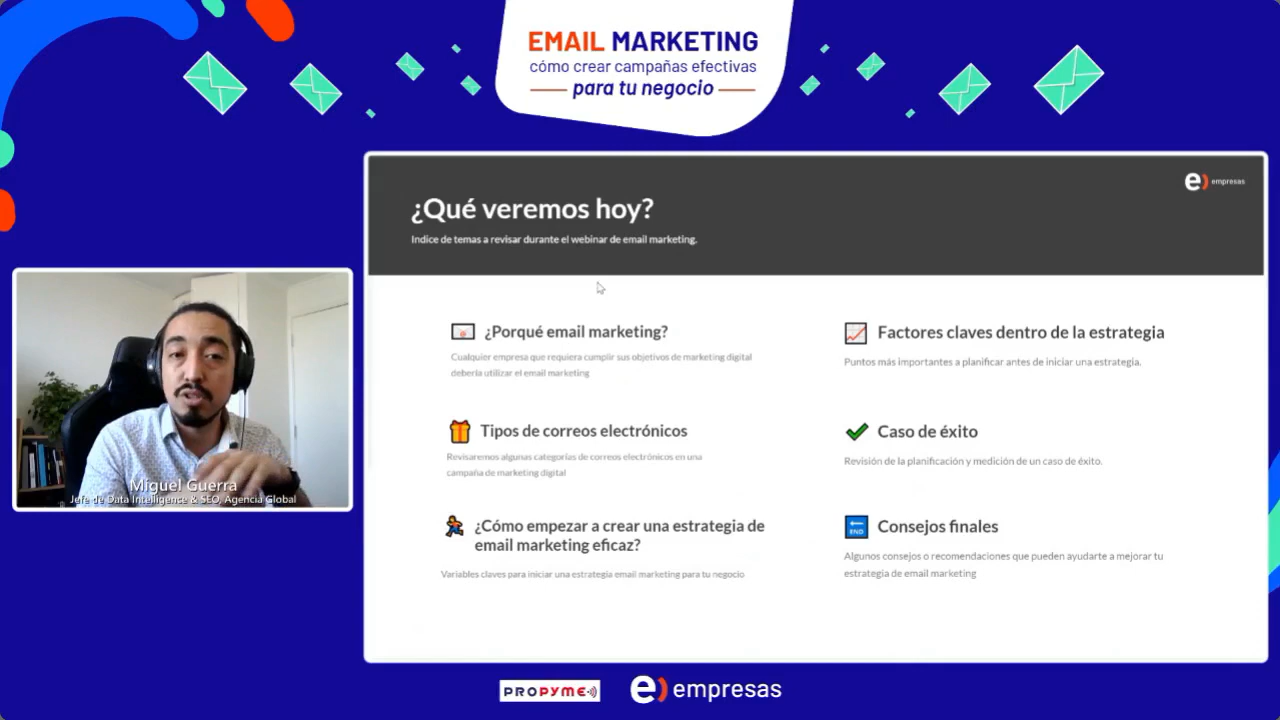 EMAIL MARKETING
cómo crear campañas efectivas
para tu negocio
e) empresas
¿Qué veremos hoy?
Indice de temas a revisar durante el webinar de email marketing.
¿Porqué email marketing?
Cualquier empresa que requiera cumplir sus objetivos de marketing digital
debería utilizar el email marketing
Tipos de correos electrónicos
Revisaremos algunas categorías de correos electrónicos en una
campaña de marketing digital
¿Cómo empezar a crear una estrategia de
email marketing eficaz?
Variables claves para iniciar una estrategia email marketing para tu negocio
Factores claves dentro de la estrategia
Puntos más importantes a planificar antes de iniciar una estrategia.
Caso de éxito
Revisión de la planificación y medición de un caso de éxito.
END
Consejos finales
Algunos consejos o recomendaciones que pueden ayudarte a mejorar tu
estrategia de email marketing
Miguel Guerra
Jefe de Data Intelligence & SEO, Agencia Global
PROPYME
e) empresas